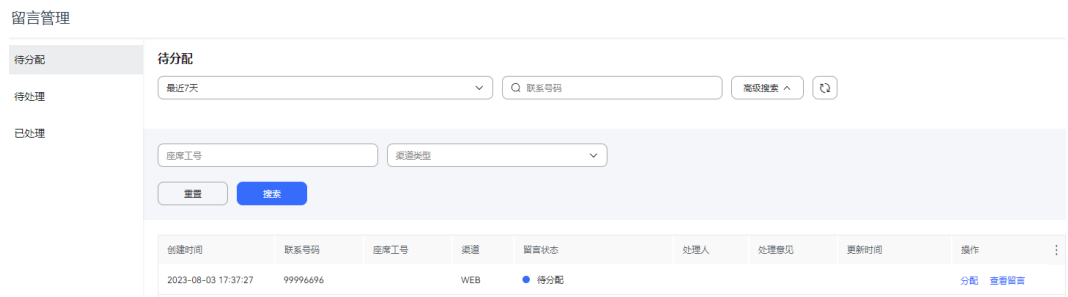 留言管理
待分配
待处理
已处理
待分配
最近7天 联系号码 高级搜索
座席工号 渠道类型
重置 搜索
创建时间 联系号码 座席工号 渠道 留言状态 处理人 处理意见 更新时间 操作
2023-08-03 17:37:27 99996696 WEB 待分配 分配 查看留言